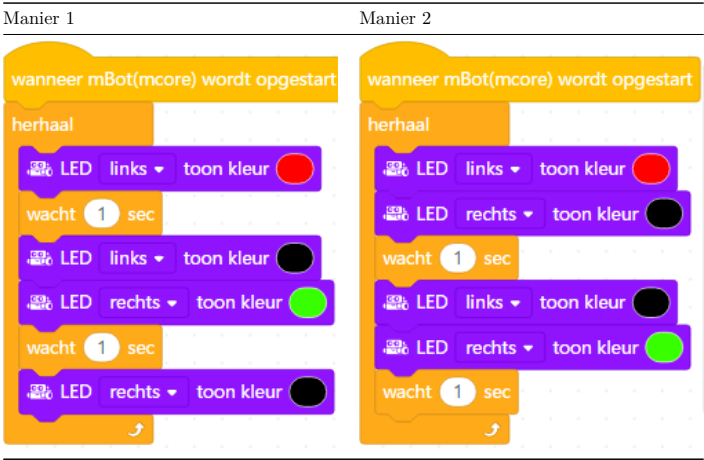 Manier 1
wanneer mBot(mcore) wordt opgestart
herhaal
LED links toon kleur
wacht 1 sec
LED links toon kleur
LED rechts toon kleur
wacht 1 sec
LED rechts toon kleur
Manier 2
wanneer mBot(mcore) wordt opgestart
herhaal
LED links toon kleur
LED rechts toon kleur
wacht 1 sec
LED links toon kleur
LED rechts toon kleur
wacht 1 sec